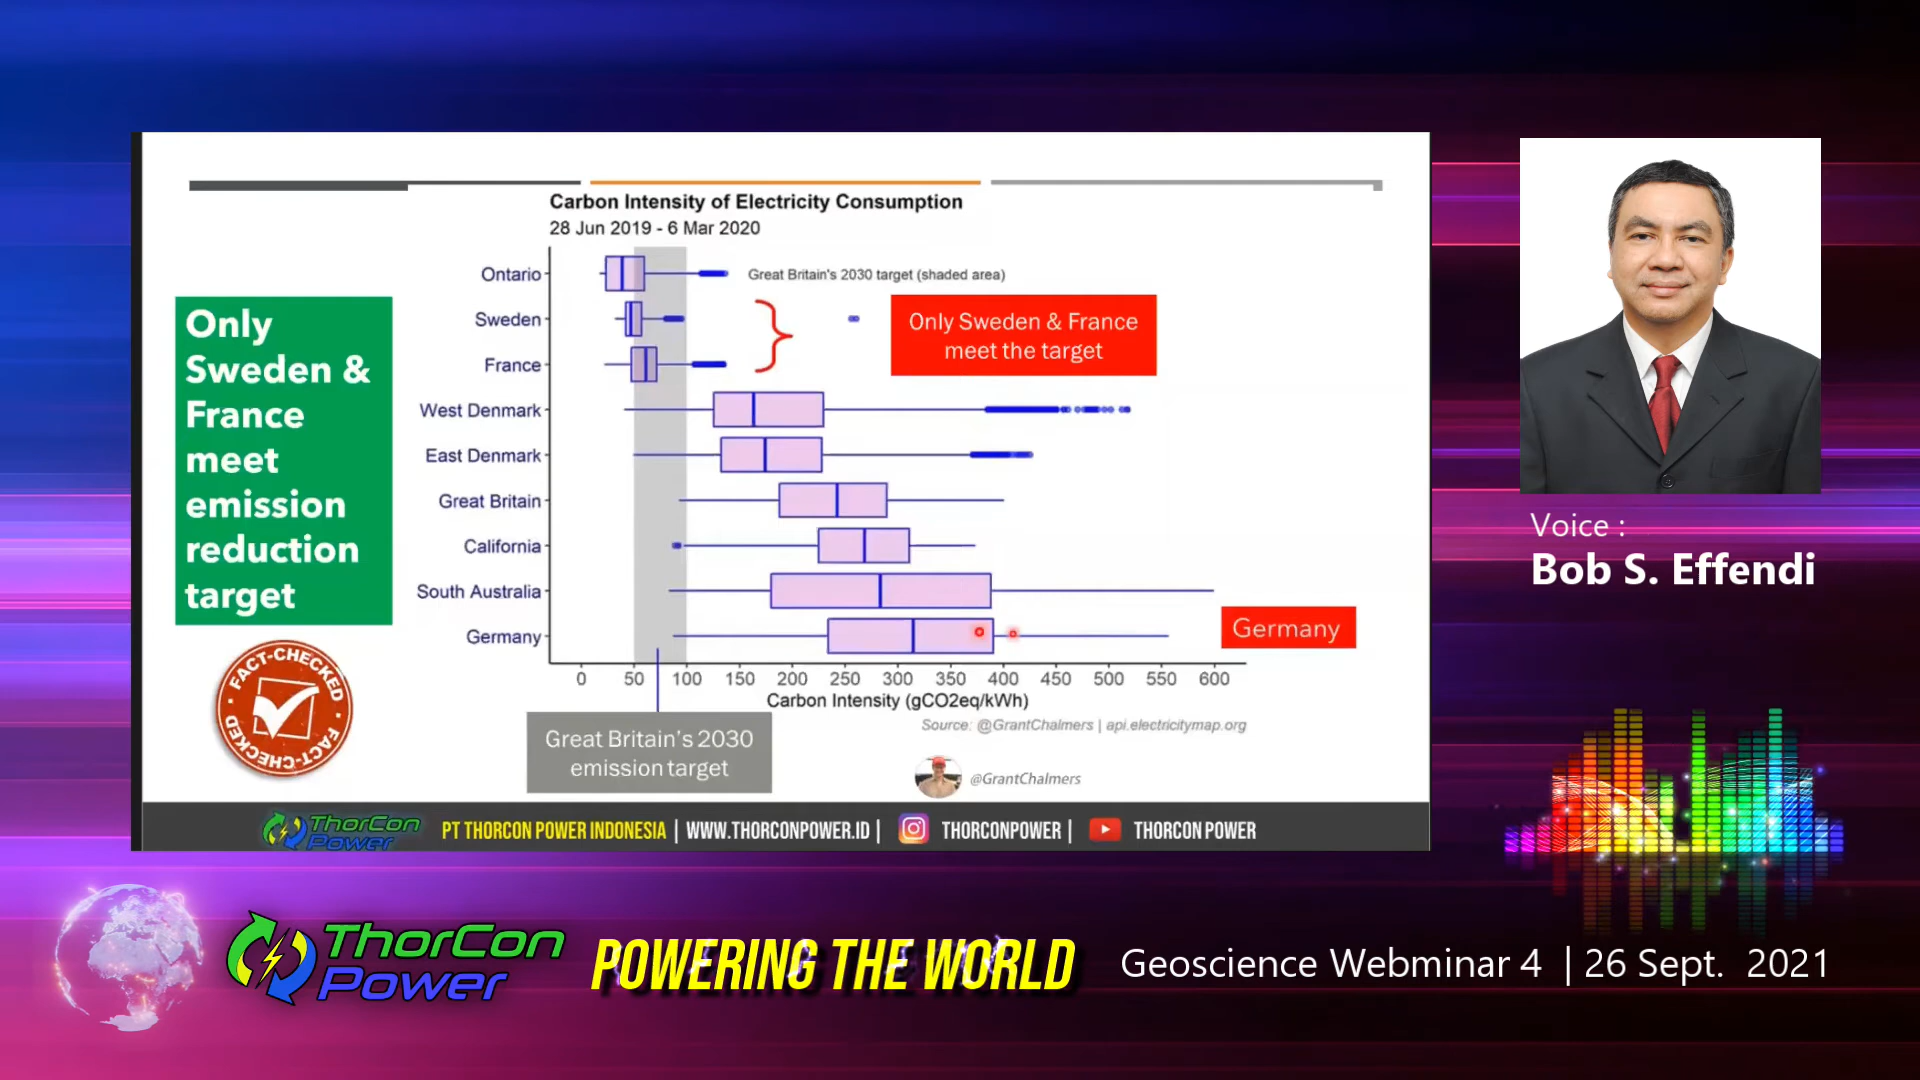 Carbon Intensity of Electricity Consumption
28 Jun 2019 - 6 Mar 2020
Ontario
Sweden
France
West Denmark
East Denmark
Great Britain
California
South Australia
Germany
Great Britain's 2030 target (shaded area)
Only Sweden & France
meet the target
Germany
0 50 100 150 200 250 300 350 400 450 500 550 600
Carbon Intensity (gCO2eq/kWh)
Source: @GrantChalmers | api.electricitymap.org
@GrantChalmers
Great Britain's 2030
emission target
Only
Sweden &
France
meet
emission
reduction
target
FACT-CHECKED
FACT-CHECKED
ThorCon
Power
PT THORCON POWER INDONESIA | WWW.THORCONPOWER.ID | THORCONPOWER | THORCON POWER
Voice :
Bob S. Effendi
ThorCon
Power
POWERING THE WORLD
Geoscience Webminar 4 | 26 Sept. 2021